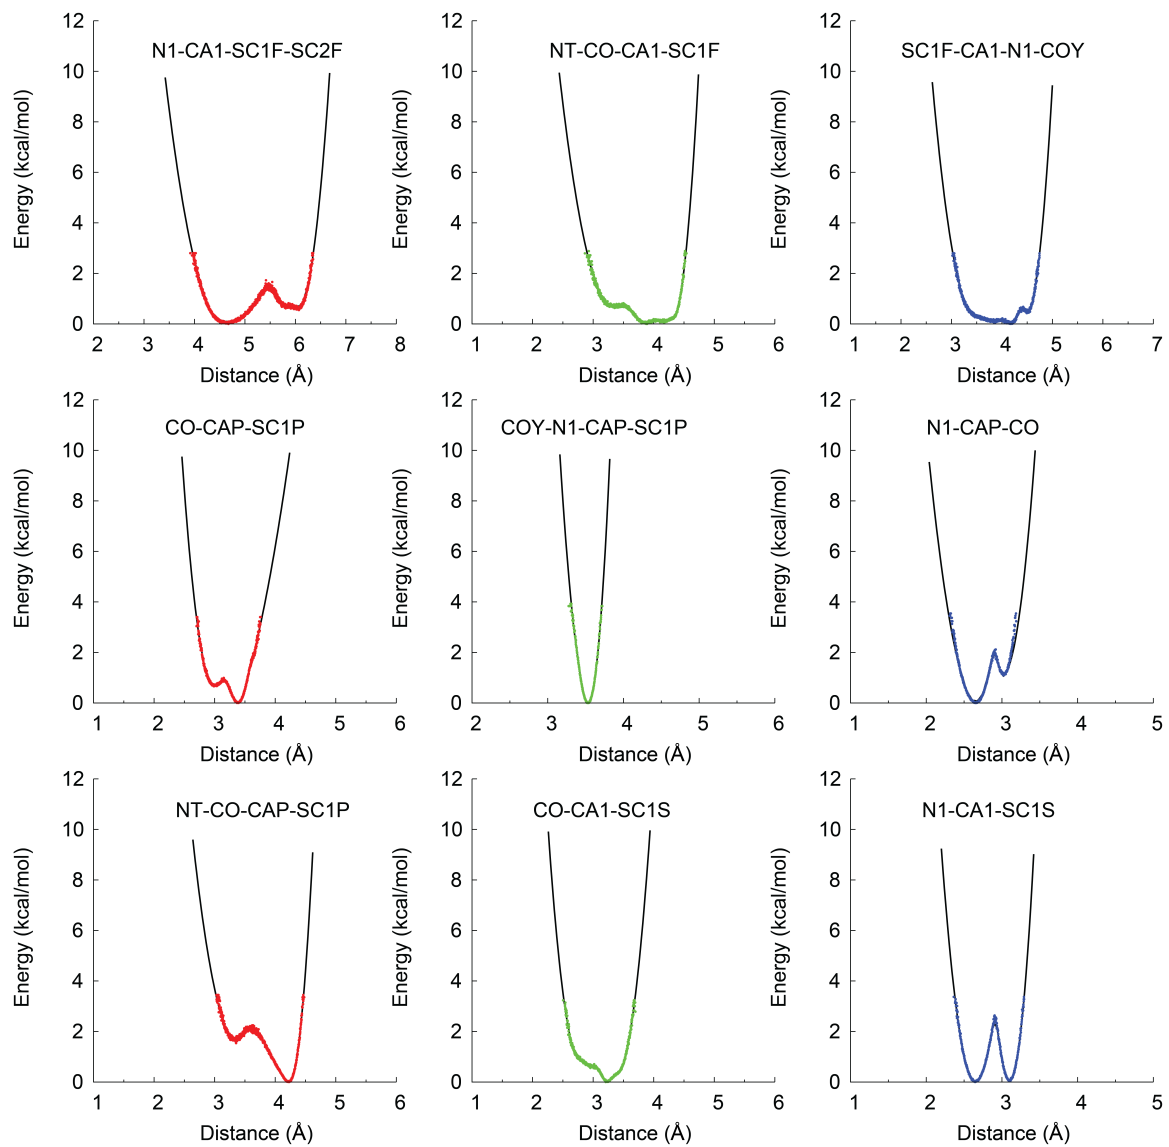 12 12 12
N1-CA1-SC1F-SC2F NT-CO-CA1-SC1F SC1F-CA1-N1-COY
10 10 10
8 8 8
Energy (kcal/mol) Energy (kcal/mol) Energy (kcal/mol)
6 6 6
4 4 4
2 2 2
0 0 0
2 3 4 5 6 7 8 1 2 3 4 5 6 1 2 3 4 5 6 7
Distance (Å) Distance (Å) Distance (Å)
12 12 12
CO-CAP-SC1P COY-N1-CAP-SC1P N1-CAP-CO
10 10 10
8 8 8
Energy (kcal/mol) Energy (kcal/mol) Energy (kcal/mol)
6 6 6
4 4 4
2 2 2
0 0 0
1 2 3 4 5 6 2 3 4 5 6 1 2 3 4 5
Distance (Å) Distance (Å) Distance (Å)
12 12 12
NT-CO-CAP-SC1P CO-CA1-SC1S N1-CA1-SC1S
10 10 10
8 8 8
Energy (kcal/mol) Energy (kcal/mol) Energy (kcal/mol)
6 6 6
4 4 4
2 2 2
0 0 0
1 2 3 4 5 6 1 2 3 4 5 6 1 2 3 4 5
Distance (Å) Distance (Å) Distance (Å)